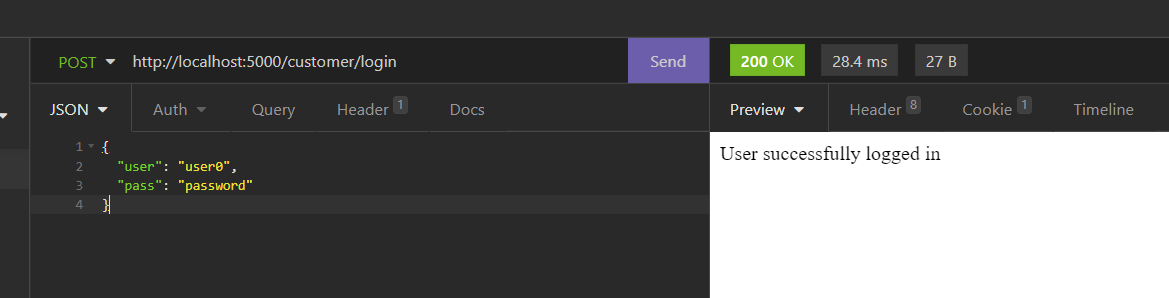 POST http://localhost:5000/customer/login Send 200 OK 28.4 ms 27 B
JSON Auth Query Header 1 Docs Preview Header 8 Cookie 1 Timeline
1 {
2 "user": "user0",
3 "pass": "password"
4 }
User successfully logged in